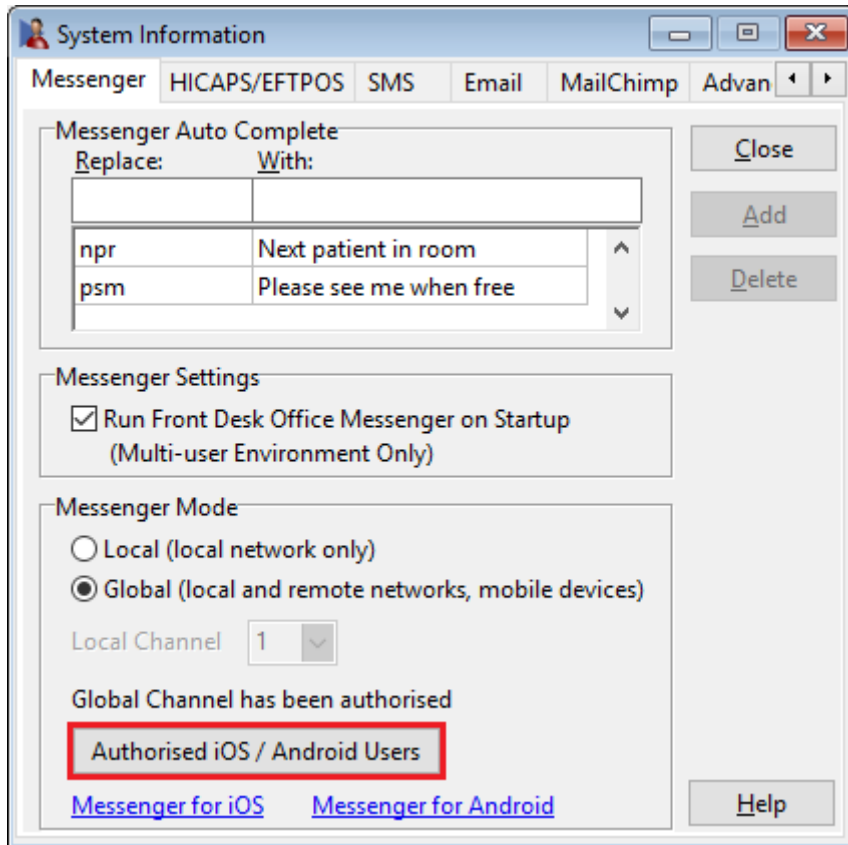 System Information
Messenger HICAPS/EFTPOS SMS Email MailChimp Advan
Messenger Auto Complete
Replace: With:
Close
Add
npr Next patient in room
Delete
psm Please see me when free
Messenger Settings
Run Front Desk Office Messenger on Startup
(Multi-user Environment Only)
Messenger Mode
Local (local network only)
Global (local and remote networks, mobile devices)
Local Channel 1
Global Channel has been authorised
Authorised iOS / Android Users
Messenger for iOS Messenger for Android
Help